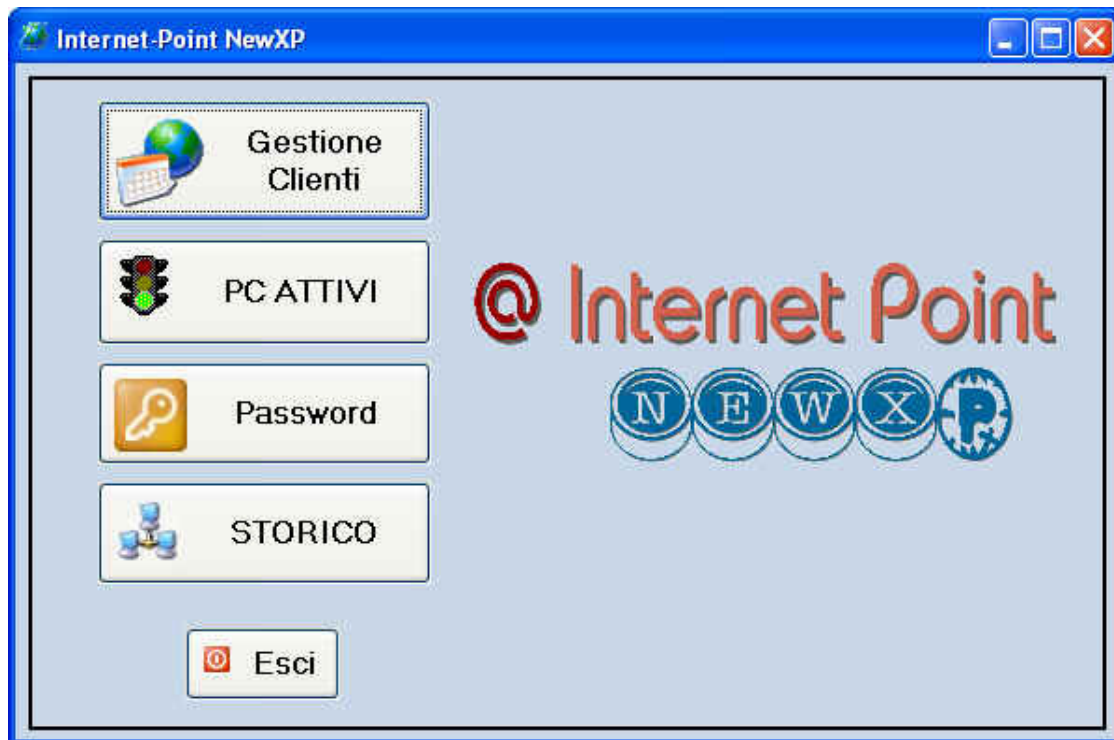 Internet-Point NewXP
Gestione
Clienti
PC ATTIVI
Password
STORICO
Esci
@ Internet Point
NEWXP